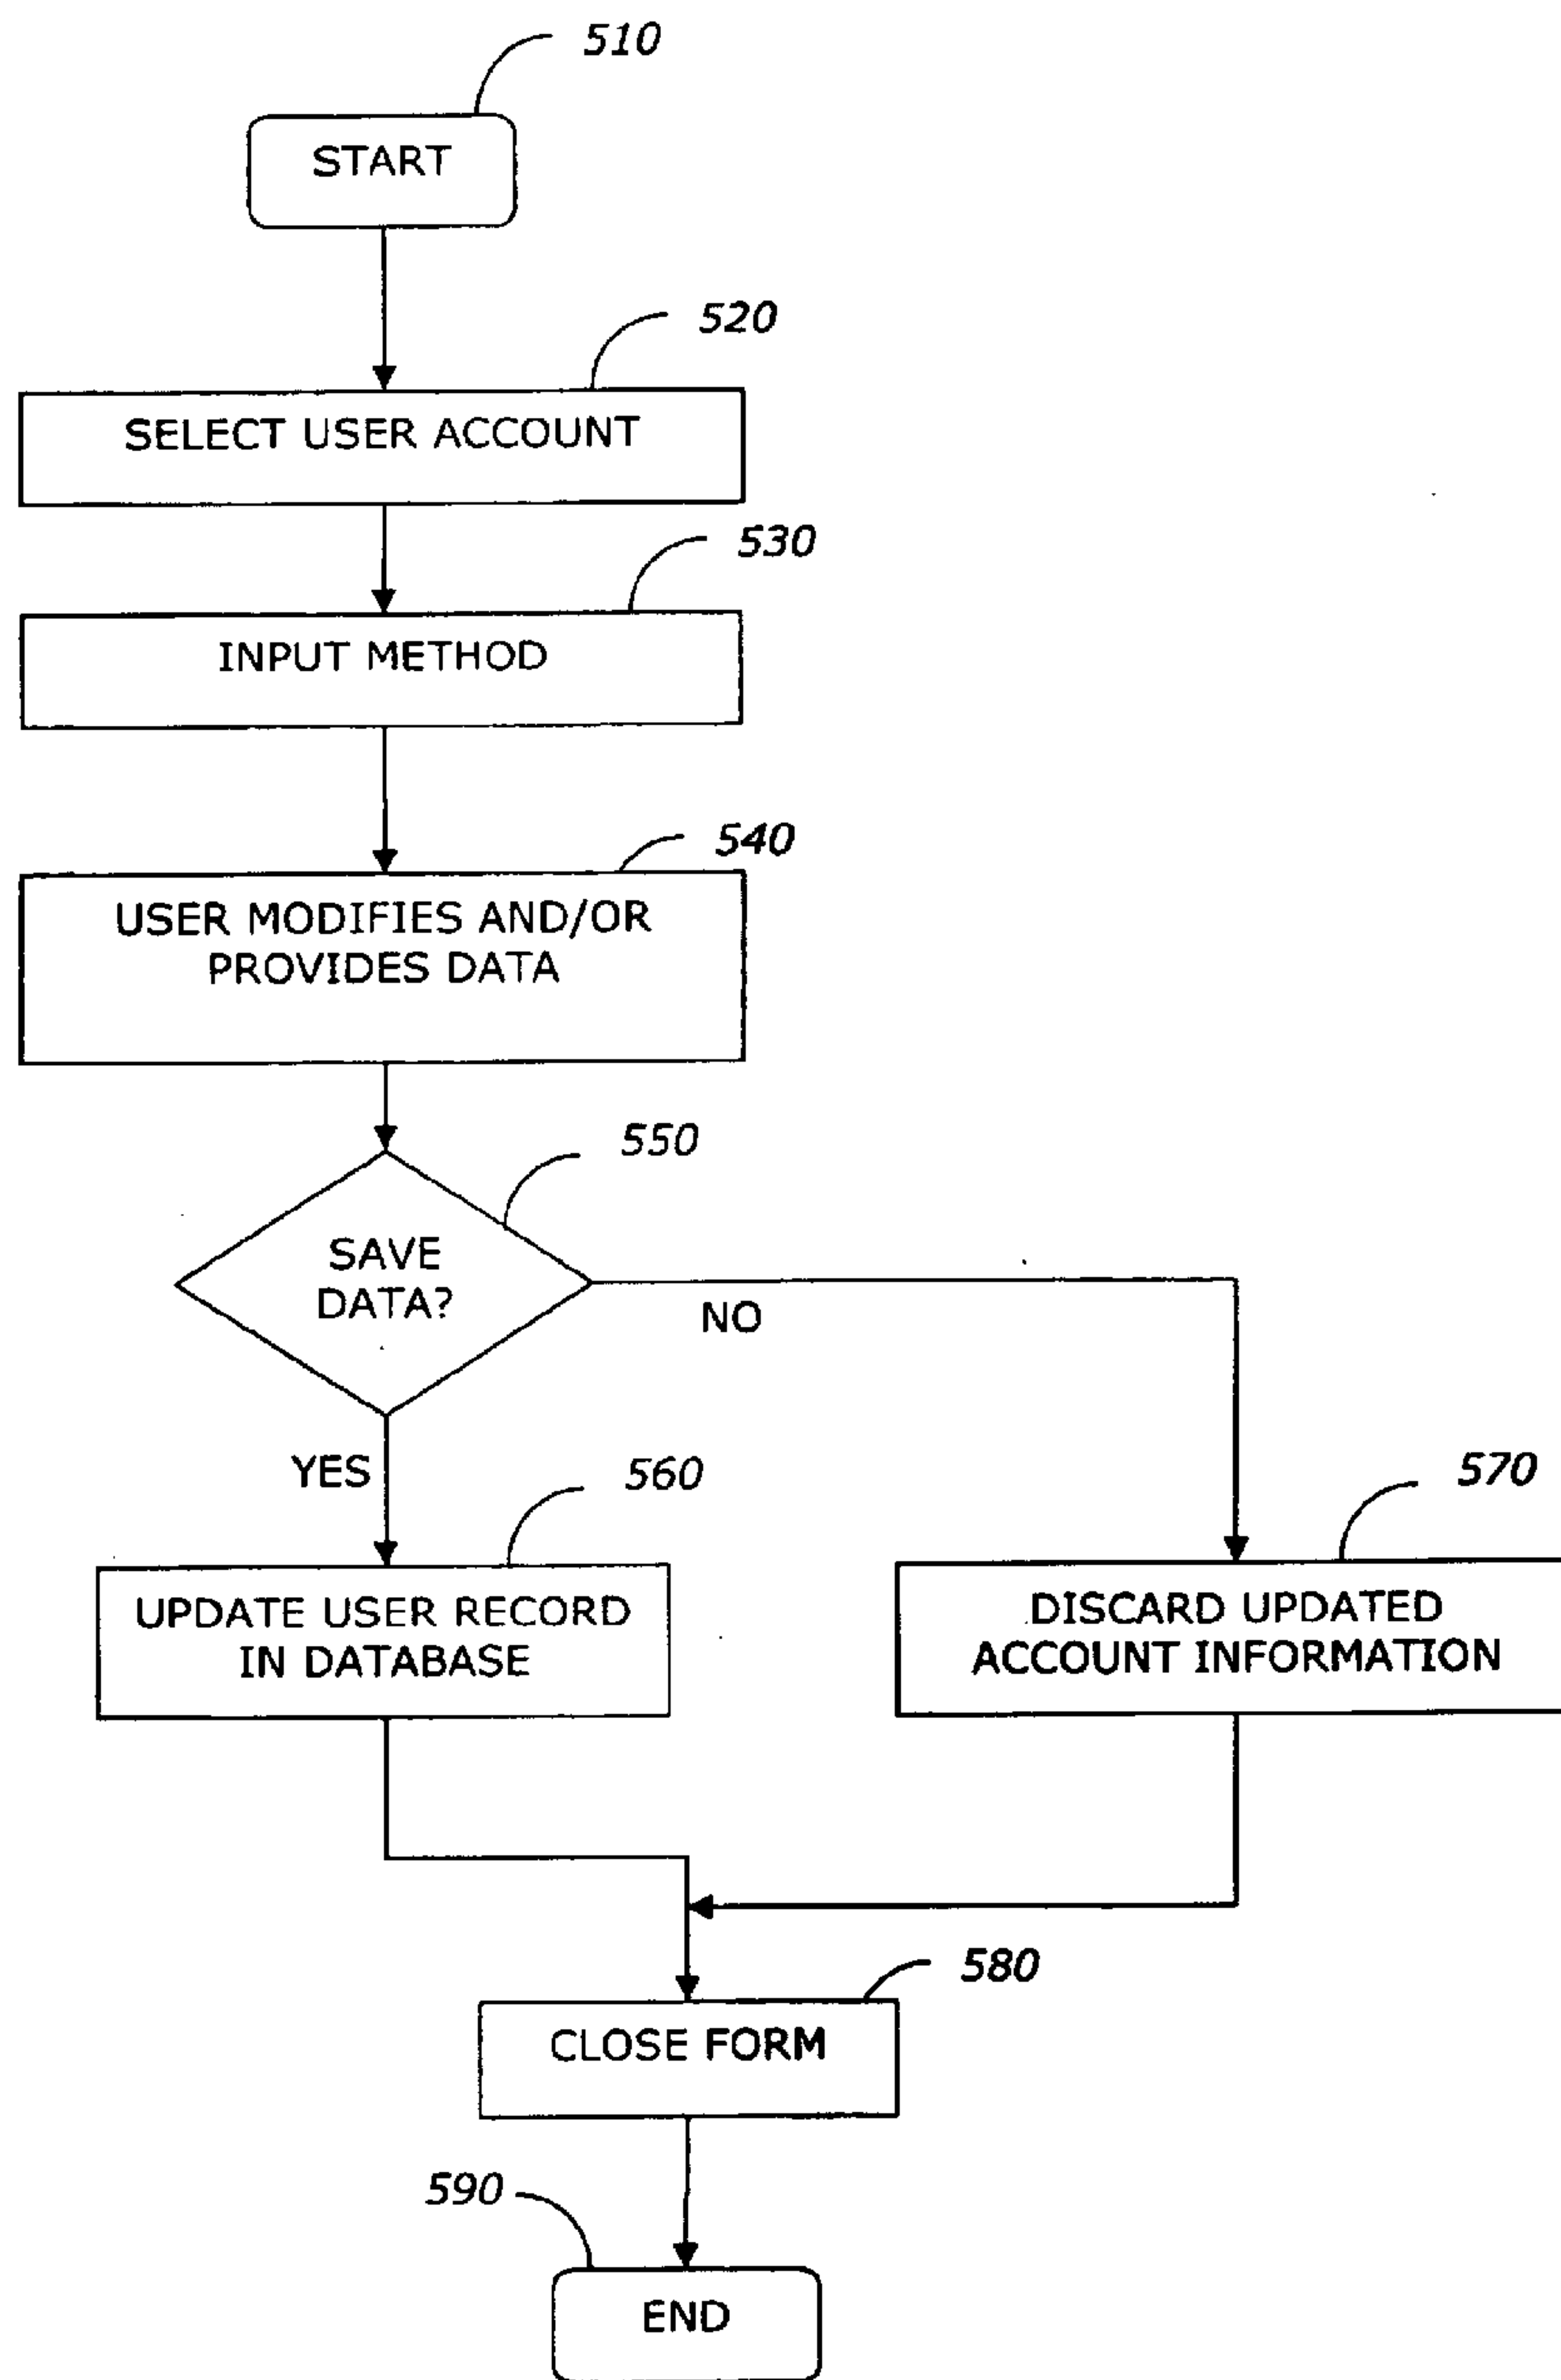 510
START
520
SELECT USER ACCOUNT
530
INPUT METHOD
540
USER MODIFIES AND/OR
PROVIDES DATA
550
SAVE
DATA?
NO
YES
560
570
UPDATE USER RECORD
IN DATABASE
DISCARD UPDATED
ACCOUNT INFORMATION
580
CLOSE FORM
590
END